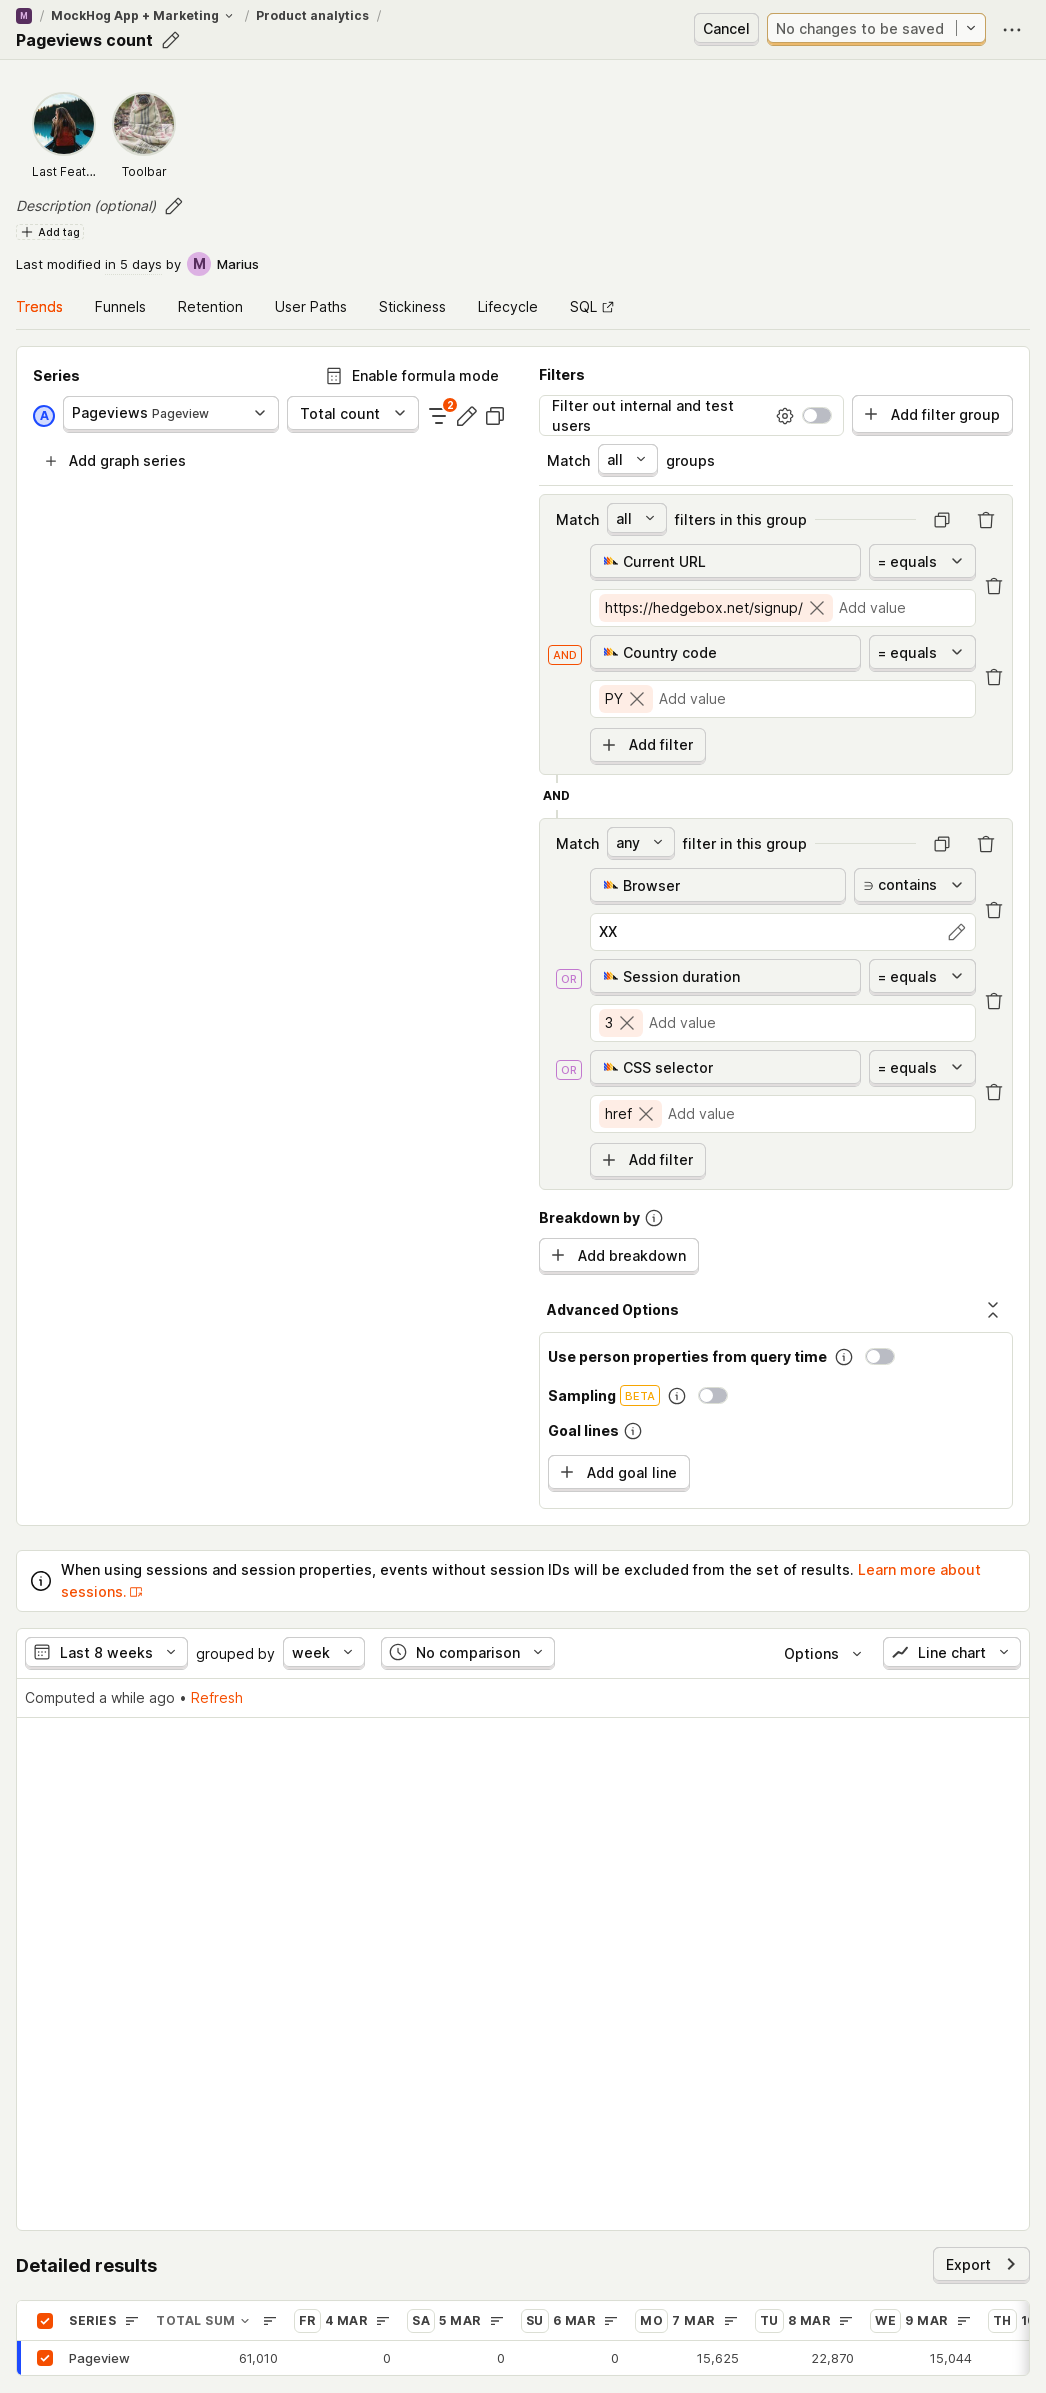 M / MockHog App + Marketing / Product analytics /
Pageviews count
Cancel
No changes to be saved
Last Feat...
Toolbar
Description (optional)
Add tag
Last modified in 5 days by M Marius
Trends
Funnels
Retention
User Paths
Stickiness
Lifecycle
SQL
Series
Enable formula mode
A Pageviews Pageview
Total count
2
Add graph series
Filters
Filter out internal and test
users
Add filter group
Match all groups
Match all filters in this group
Current URL
= equals
https://hedgebox.net/signup/ Add value
AND
Country code
= equals
PY Add value
Add filter
AND
Match any filter in this group
Browser
∋ contains
XX
OR
Session duration
= equals
3 Add value
OR
CSS selector
= equals
href Add value
Add filter
Breakdown by
Add breakdown
Advanced Options
Use person properties from query time
Sampling BETA
Goal lines
Add goal line
When using sessions and session properties, events without session IDs will be excluded from the set of results. Learn more about
sessions.
Last 8 weeks grouped by week No comparison Options Line chart
Computed a while ago • Refresh
Detailed results
Export
SERIES TOTAL SUM FR 4 MAR SA 5 MAR SU 6 MAR MO 7 MAR TU 8 MAR WE 9 MAR TH
Pageview 61,010 0 0 0 15,625 22,870 15,044